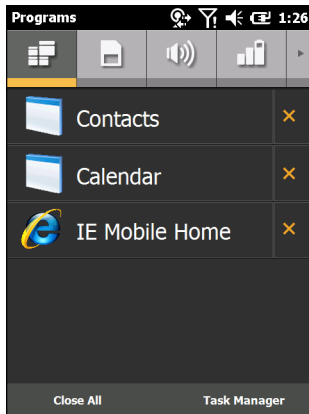 Programs 1:26
Contacts
Calendar
IE Mobile Home
Close All Task Manager